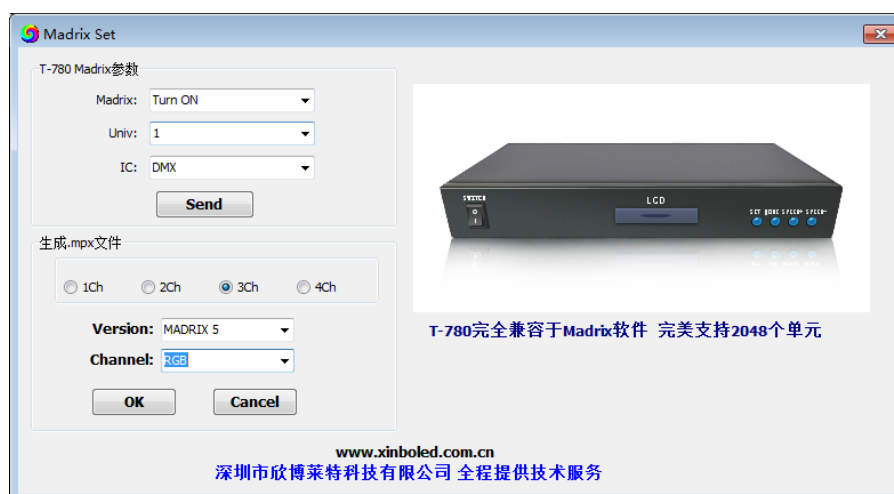 Madrix Set
T-780 Madrix参数
Madrix: Turn ON
Univ: 1
IC: DMX
Send
生成.mpx文件
1Ch 2Ch 3Ch 4Ch
Version: MADRIX 5
Channel: RGB
OK Cancel
SWITCH
LCD
SET MODE SPEED+ SPEED-
T-780完全兼容于Madrix软件 完美支持2048个单元
www.xinboled.com.cn
深圳市欣博莱特科技有限公司 全程提供技术服务